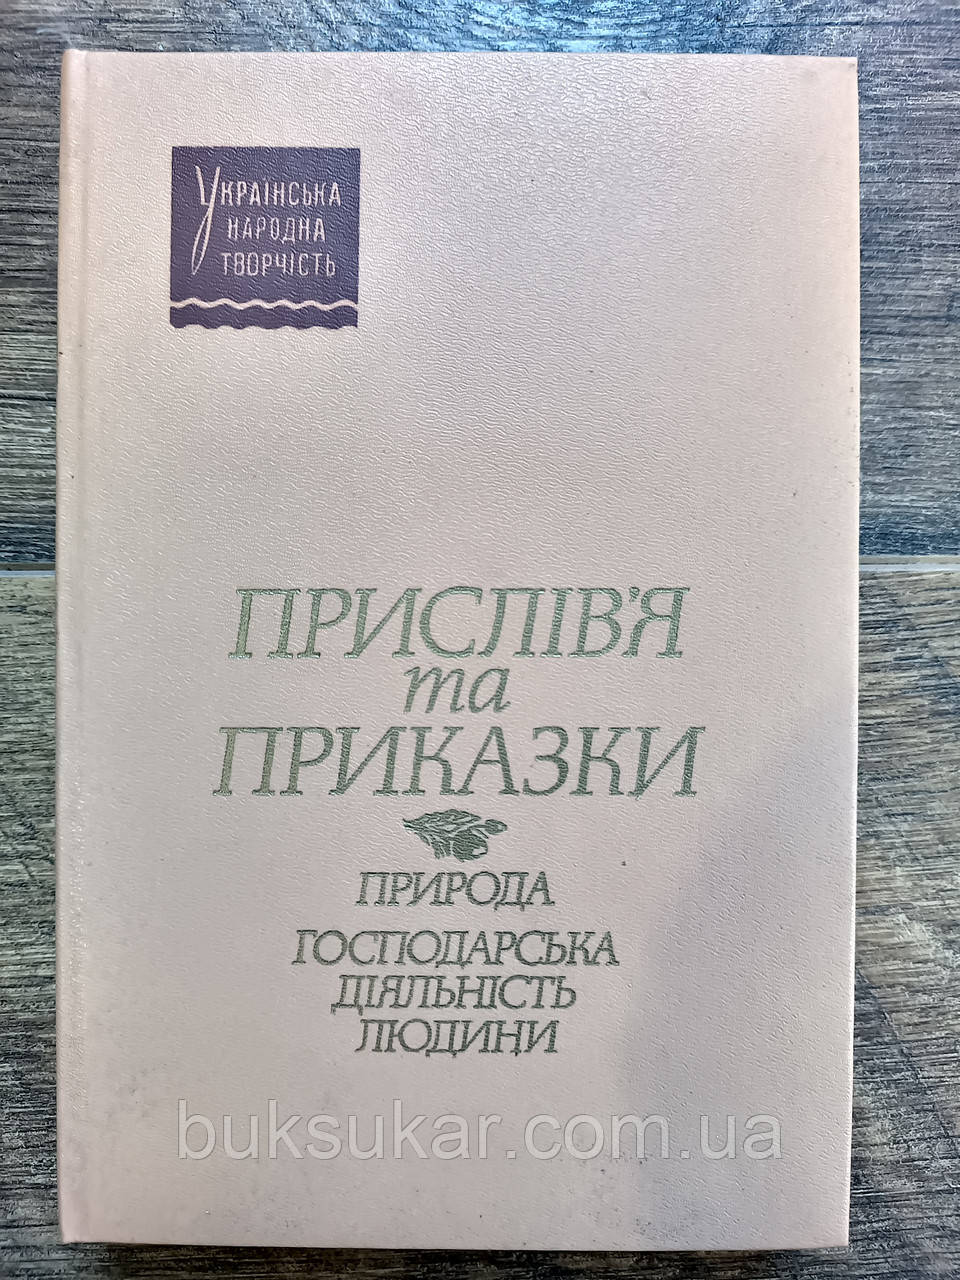 Українська
народна
творчість
ПРИСЛІВ'Я
та
ПРИКАЗКИ
ПРИРОДА
ГОСПОДАРСЬКА
ДІЯЛЬНІСТЬ
ЛЮДИНИ
buksukar.com.ua